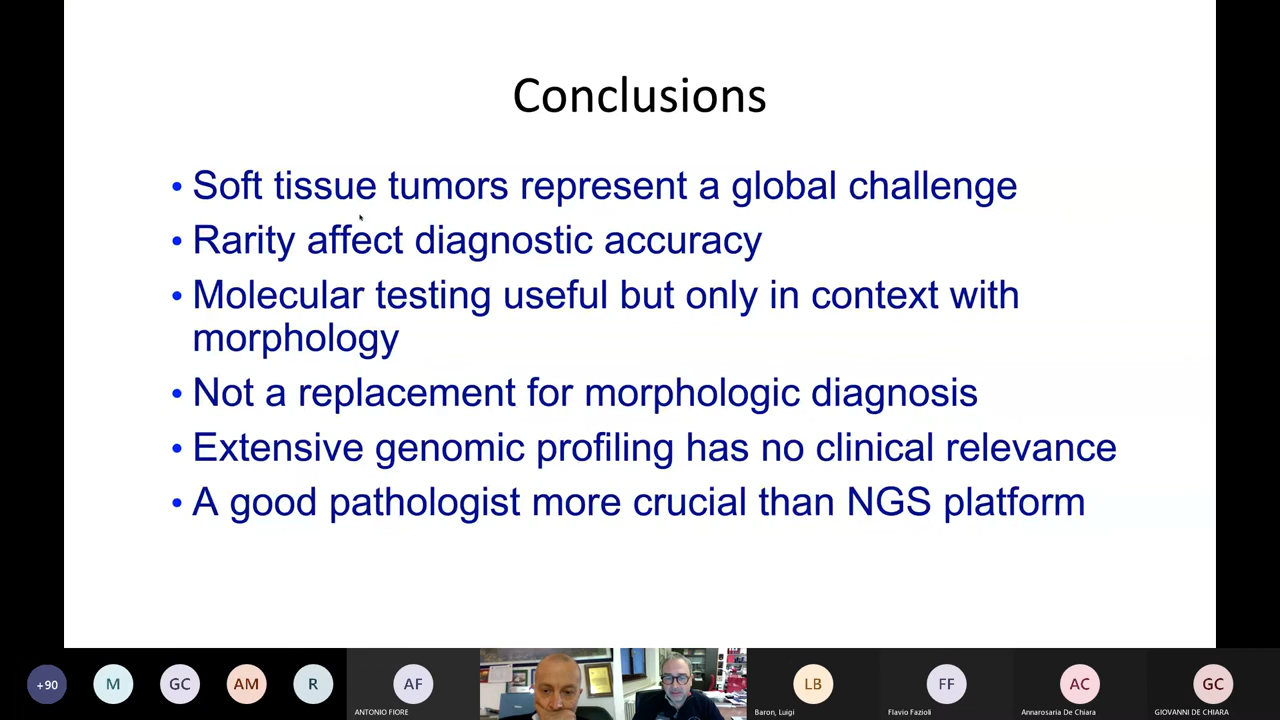 Conclusions
• Soft tissue tumors represent a global challenge
• Rarity affect diagnostic accuracy
• Molecular testing useful but only in context with
morphology
• Not a replacement for morphologic diagnosis
• Extensive genomic profiling has no clinical relevance
• A good pathologist more crucial than NGS platform
+90 M GC AM R AF LB FF AC GC
ANTONIO FIORE Baron, Luigi Flavio Fazioli Annarosaria De Chiara GIOVANNI DE CHIARA